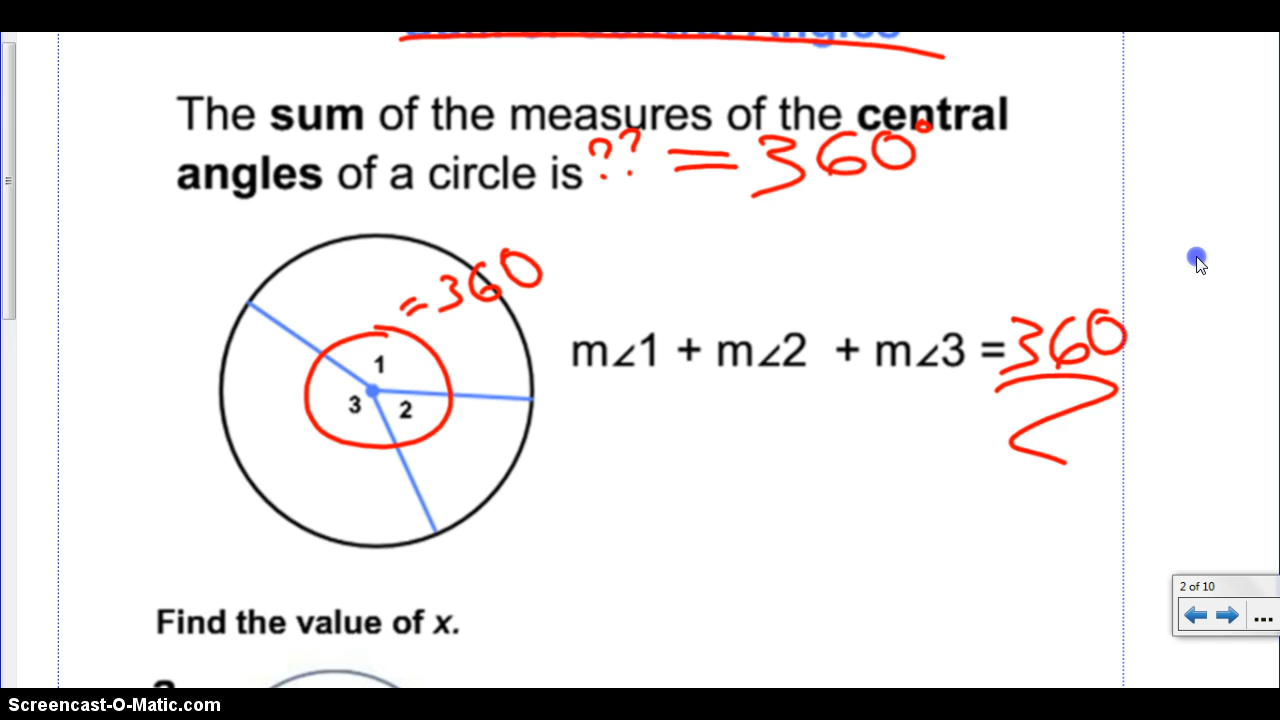 Angles
The sum of the measures of the central
angles of a circle is ?? = 360°
= 360
1
3 2
m∠1 + m∠2 + m∠3 = 360
2 of 10
Find the value of x.
Screencast-O-Matic.com